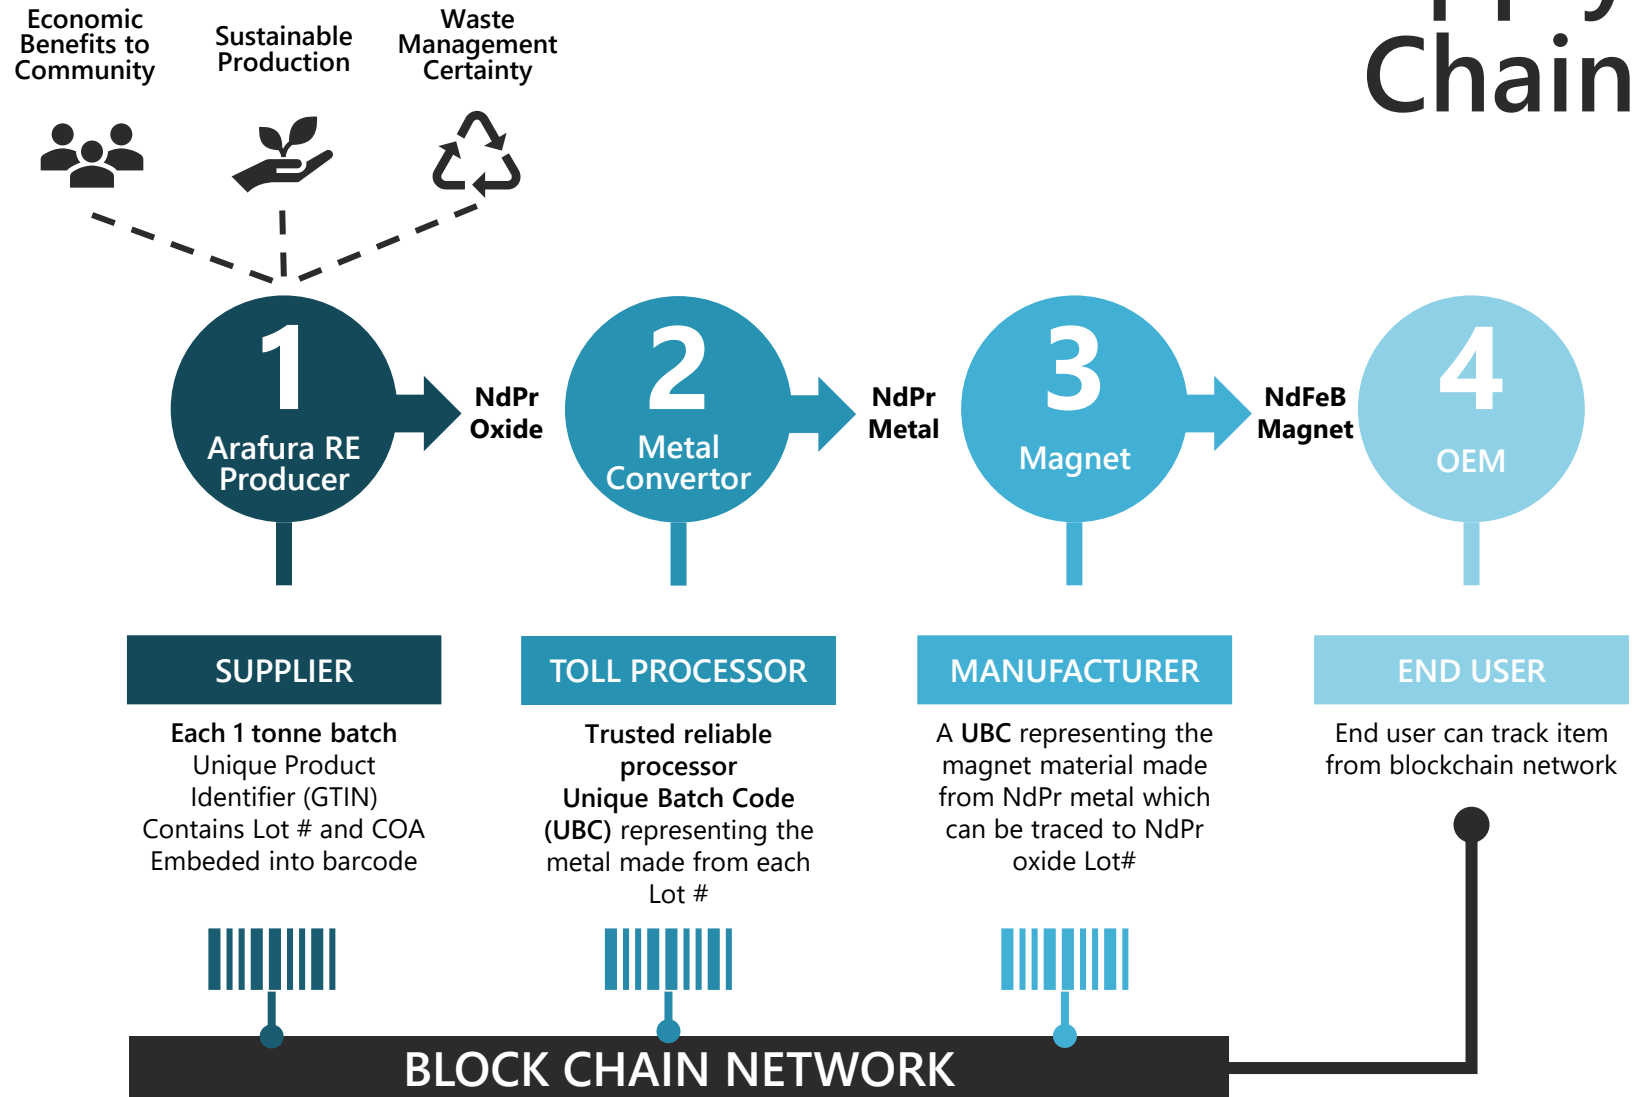 Chain
Economic
Benefits to
Community
Sustainable
Production
Waste
Management
Certainty
1
Arafura RE
Producer
NdPr
Oxide
2
Metal
Convertor
NdPr
Metal
3
Magnet
NdFeB
Magnet
4
OEM
SUPPLIER
Each 1 tonne batch
Unique Product
Identifier (GTIN)
Contains Lot # and COA
Embeded into barcode
TOLL PROCESSOR
Trusted reliable
processor
Unique Batch Code
(UBC) representing the
metal made from each
Lot #
MANUFACTURER
A UBC representing the
magnet material made
from NdPr metal which
can be traced to NdPr
oxide Lot#
END USER
End user can track item
from blockchain network
BLOCK CHAIN NETWORK